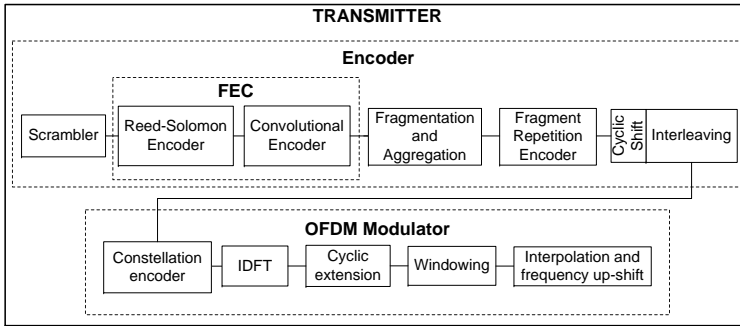 TRANSMITTER
Encoder
FEC
Scrambler
Reed-Solomon
Encoder
Convolutional
Encoder
Fragmentation
and
Aggregation
Fragment
Repetition
Encoder
Cyclic
Shift
Interleaving
OFDM Modulator
Constellation
encoder
IDFT
Cyclic
extension
Windowing
Interpolation and
frequency up-shift